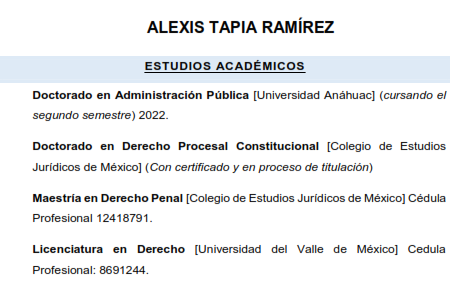 ALEXIS TAPIA RAMÍREZ
ESTUDIOS ACADÉMICOS
Doctorado en Administración Pública [Universidad Anáhuac] (cursando el
segundo semestre) 2022.
Doctorado en Derecho Procesal Constitucional [Colegio de Estudios
Jurídicos de México] (Con certificado y en proceso de titulación)
Maestría en Derecho Penal [Colegio de Estudios Jurídicos de México] Cédula
Profesional 12418791.
Licenciatura en Derecho [Universidad del Valle de México] Cedula
Profesional: 8691244.